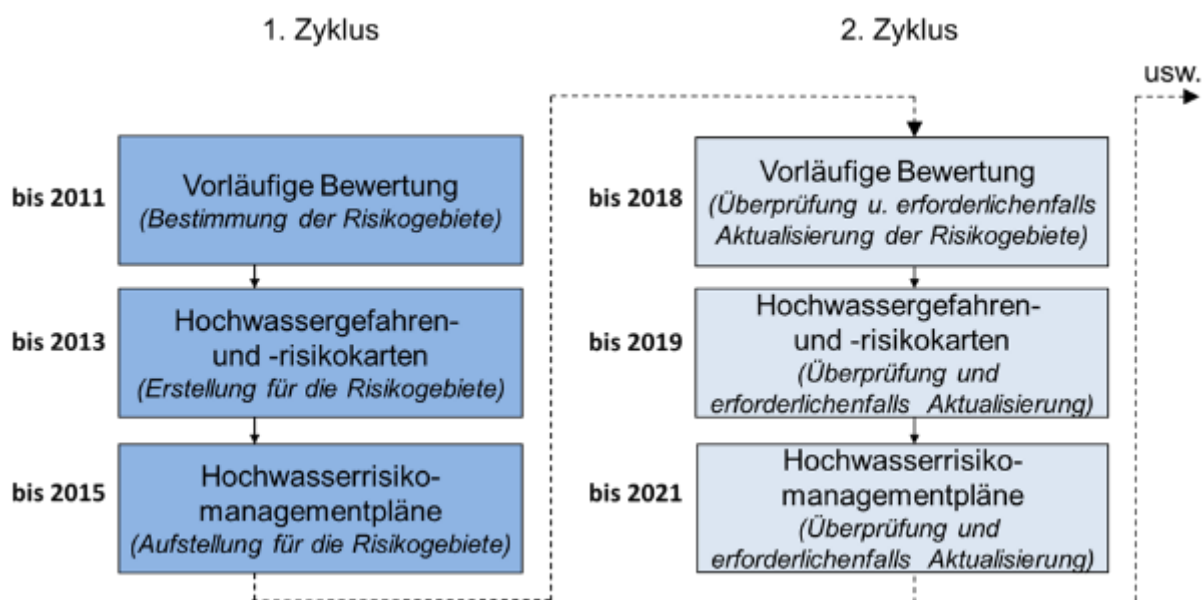 1. Zyklus
2. Zyklus
usw.
bis 2011
Vorläufige Bewertung
(Bestimmung der Risikogebiete)
bis 2013
Hochwassergefahren-
und -risikokarten
(Erstellung für die Risikogebiete)
bis 2015
Hochwasserrisiko-
managementpläne
(Aufstellung für die Risikogebiete)
bis 2018
Vorläufige Bewertung
(Überprüfung u. erforderlichenfalls
Aktualisierung der Risikogebiete)
bis 2019
Hochwassergefahren-
und -risikokarten
(Überprüfung und
erforderlichenfalls Aktualisierung)
bis 2021
Hochwasserrisiko-
managementpläne
(Überprüfung und
erforderlichenfalls Aktualisierung)